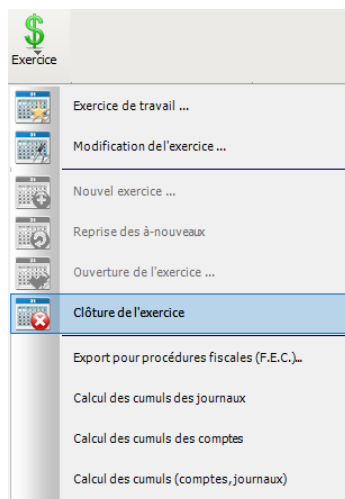 Exercice
Exercice de travail ...
Modification de l'exercice ...
Nouvel exercice ...
Reprise des à-nouveaux
Ouverture de l'exercice ...
Clôture de l'exercice
Export pour procédures fiscales (F.E.C.)...
Calcul des cumuls des journaux
Calcul des cumuls des comptes
Calcul des cumuls (comptes, journaux)